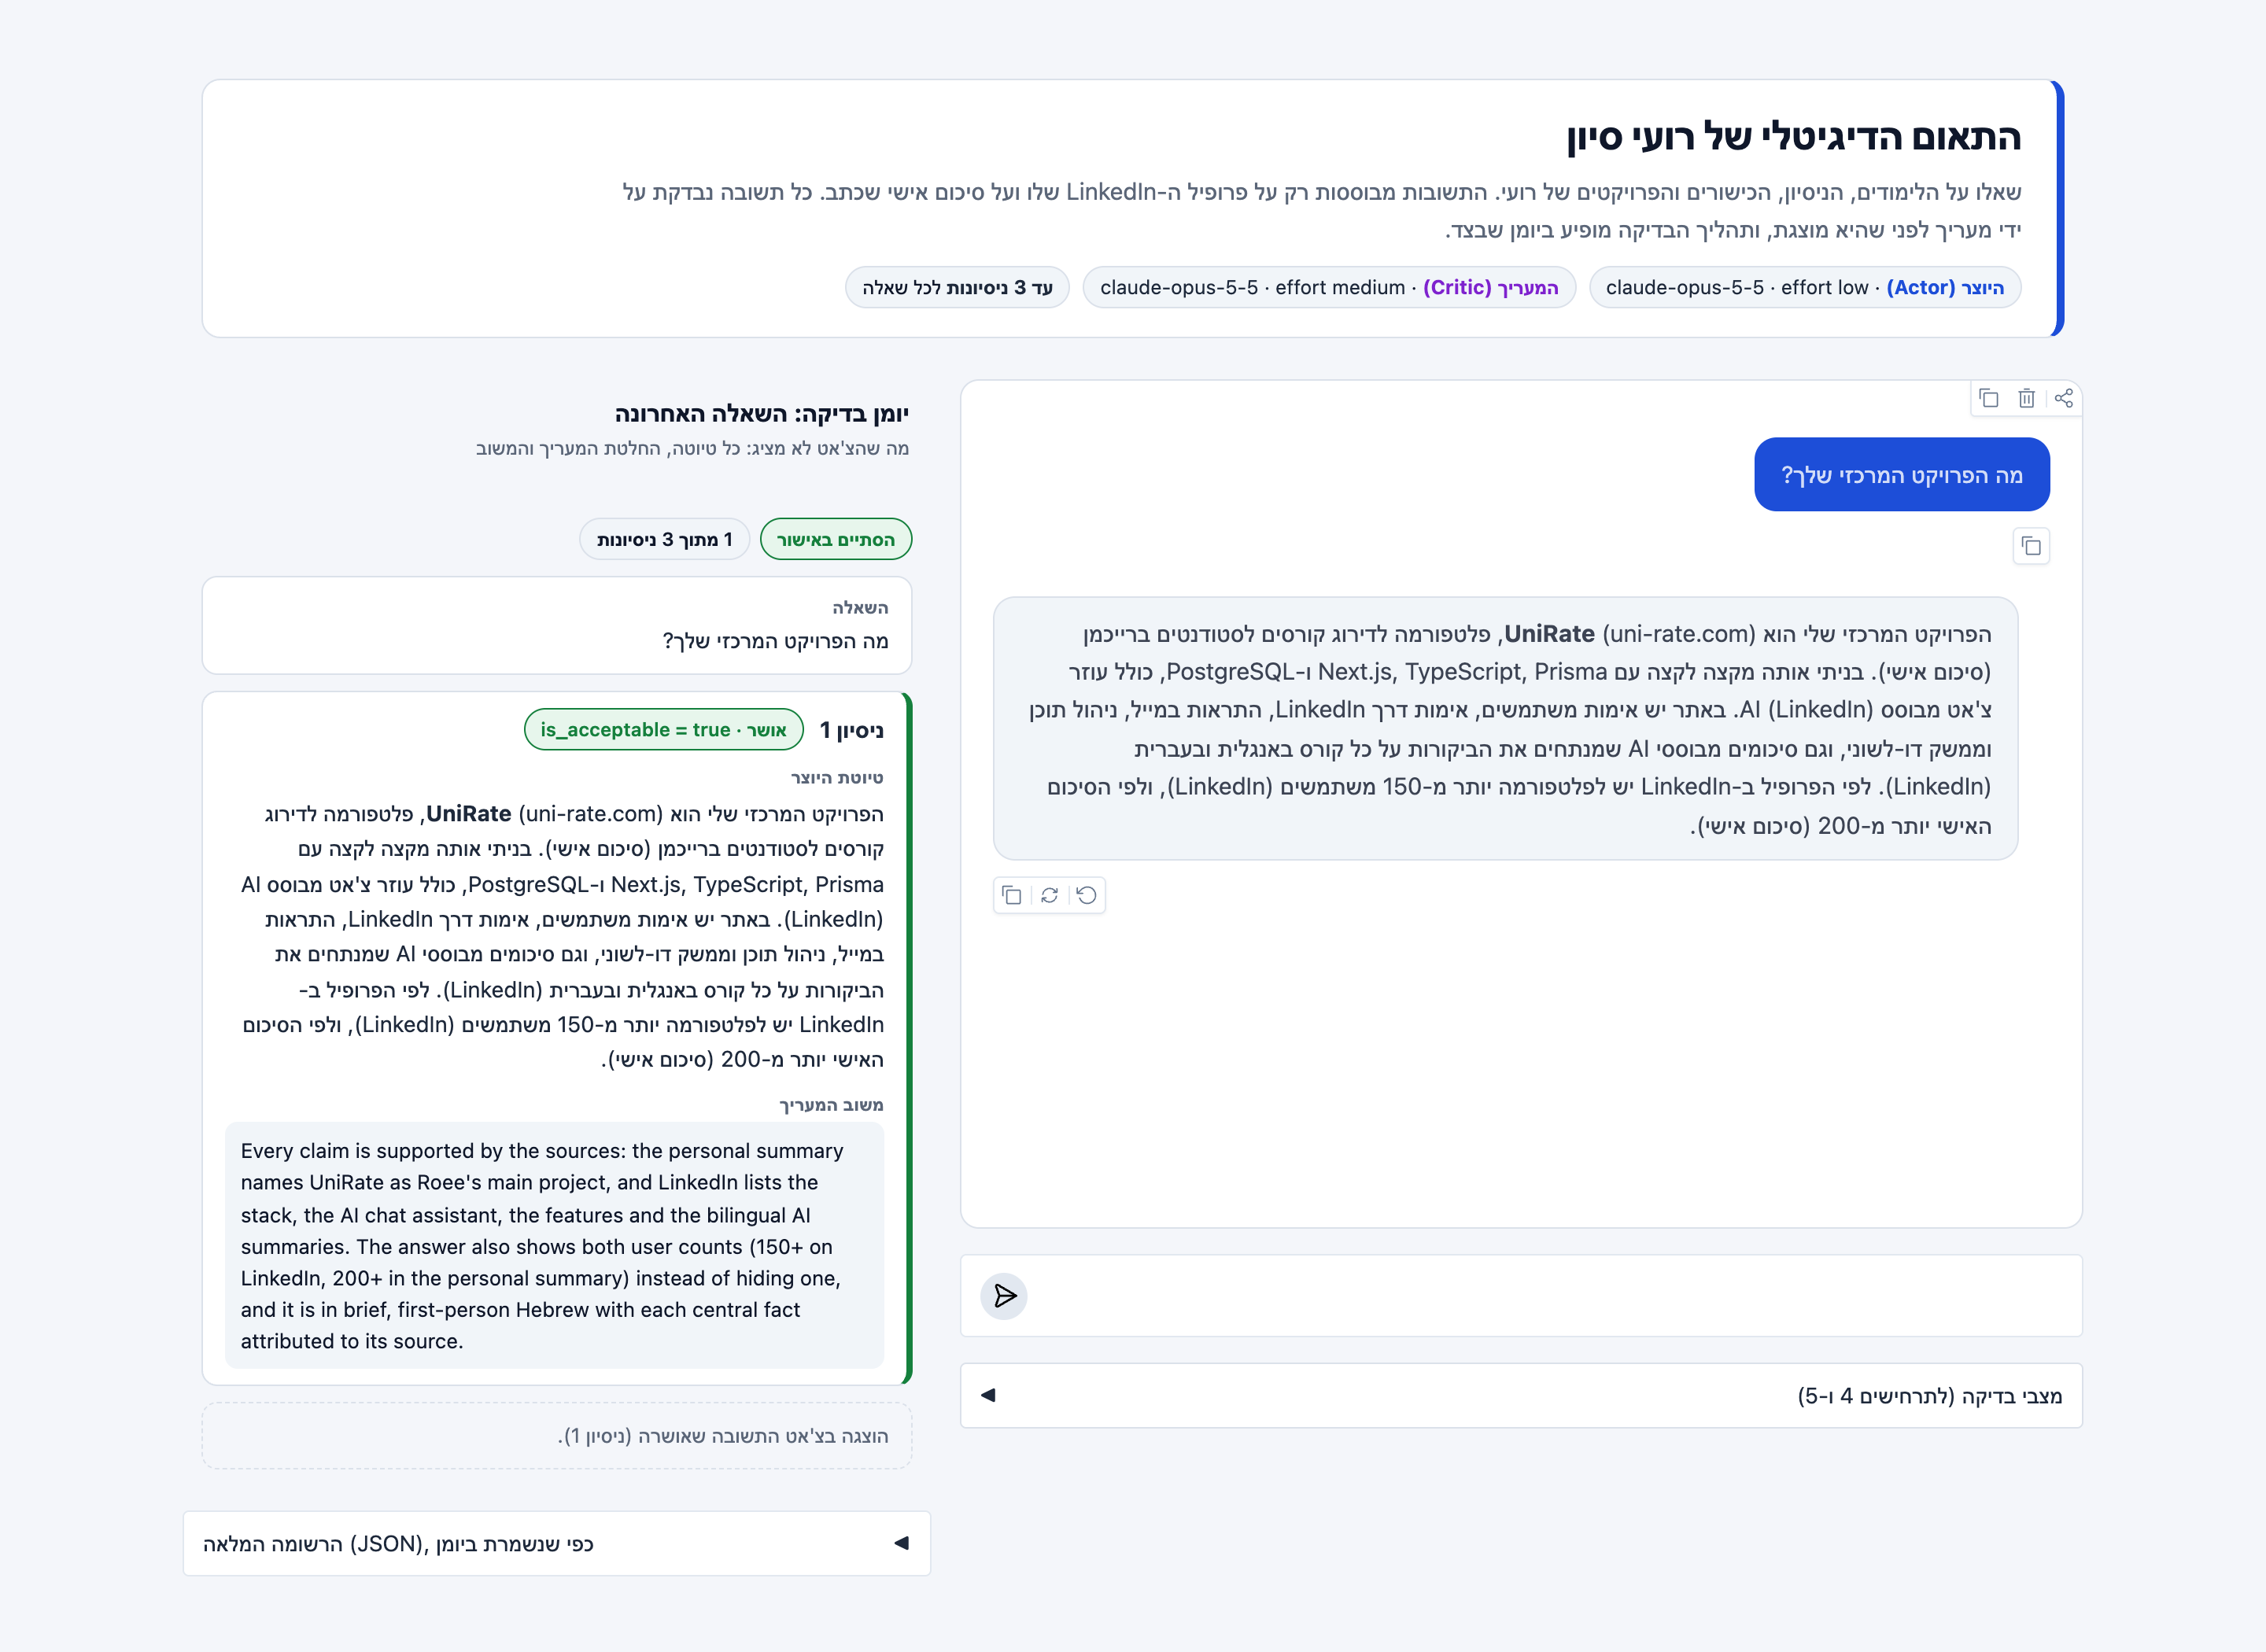 התאום הדיגיטלי של רועי סיון
שאלו על הלימודים, הניסיון, הכישורים והפרויקטים של רועי. התשובות מבוססות רק על פרופיל ה-LinkedIn שלו ועל סיכום אישי שכתב. כל תשובה נבדקת על
ידי מעריך לפני שהיא מוצגת, ותהליך הבדיקה מופיע ביומן שבצד.
היוצר (Actor) · claude-opus-5-5 · effort low
המעריך (Critic) · claude-opus-5-5 · effort medium
עד 3 ניסיונות לכל שאלה
מה הפרויקט המרכזי שלך?
הפרויקט המרכזי שלי הוא UniRate (uni-rate.com), פלטפורמה לדירוג קורסים לסטודנטים ברייכמן
(סיכום אישי). בניתי אותה מקצה לקצה עם Next.js, TypeScript, Prisma ו-PostgreSQL, כולל עוזר
צ'אט מבוסס AI (LinkedIn). באתר יש אימות משתמשים, אימות דרך LinkedIn, התראות במייל, ניהול תוכן
וממשק דו-לשוני, וגם סיכומים מבוססי AI שמנתחים את הביקורות על כל קורס באנגלית ובעברית
(LinkedIn). לפי הפרופיל ב-LinkedIn יש לפלטפורמה יותר מ-150 משתמשים (LinkedIn), ולפי הסיכום
האישי יותר מ-200 (סיכום אישי).
מצבי בדיקה (לתרחישים 4 ו-5)
יומן בדיקה: השאלה האחרונה
מה שהצ'אט לא מציג: כל טיוטה, החלטת המעריך והמשוב
הסתיים באישור
1 מתוך 3 ניסיונות
השאלה
מה הפרויקט המרכזי שלך?
ניסיון 1
אושר · is_acceptable = true
טיוטת היוצר
הפרויקט המרכזי שלי הוא UniRate (uni-rate.com), פלטפורמה לדירוג
קורסים לסטודנטים ברייכמן (סיכום אישי). בניתי אותה מקצה לקצה עם
Next.js, TypeScript, Prisma ו-PostgreSQL, כולל עוזר צ'אט מבוסס AI
(LinkedIn). באתר יש אימות משתמשים, אימות דרך LinkedIn, התראות
במייל, ניהול תוכן וממשק דו-לשוני, וגם סיכומים מבוססי AI שמנתחים את
הביקורות על כל קורס באנגלית ובעברית (LinkedIn). לפי הפרופיל ב-
LinkedIn יש לפלטפורמה יותר מ-150 משתמשים (LinkedIn), ולפי הסיכום
האישי יותר מ-200 (סיכום אישי).
משוב המעריך
Every claim is supported by the sources: the personal summary
names UniRate as Roee's main project, and LinkedIn lists the
stack, the AI chat assistant, the features and the bilingual AI
summaries. The answer also shows both user counts (150+ on
LinkedIn, 200+ in the personal summary) instead of hiding one,
and it is in brief, first-person Hebrew with each central fact
attributed to its source.
הוצגה בצ'אט התשובה שאושרה (ניסיון 1).
הרשומה המלאה (JSON), כפי שנשמרת ביומן